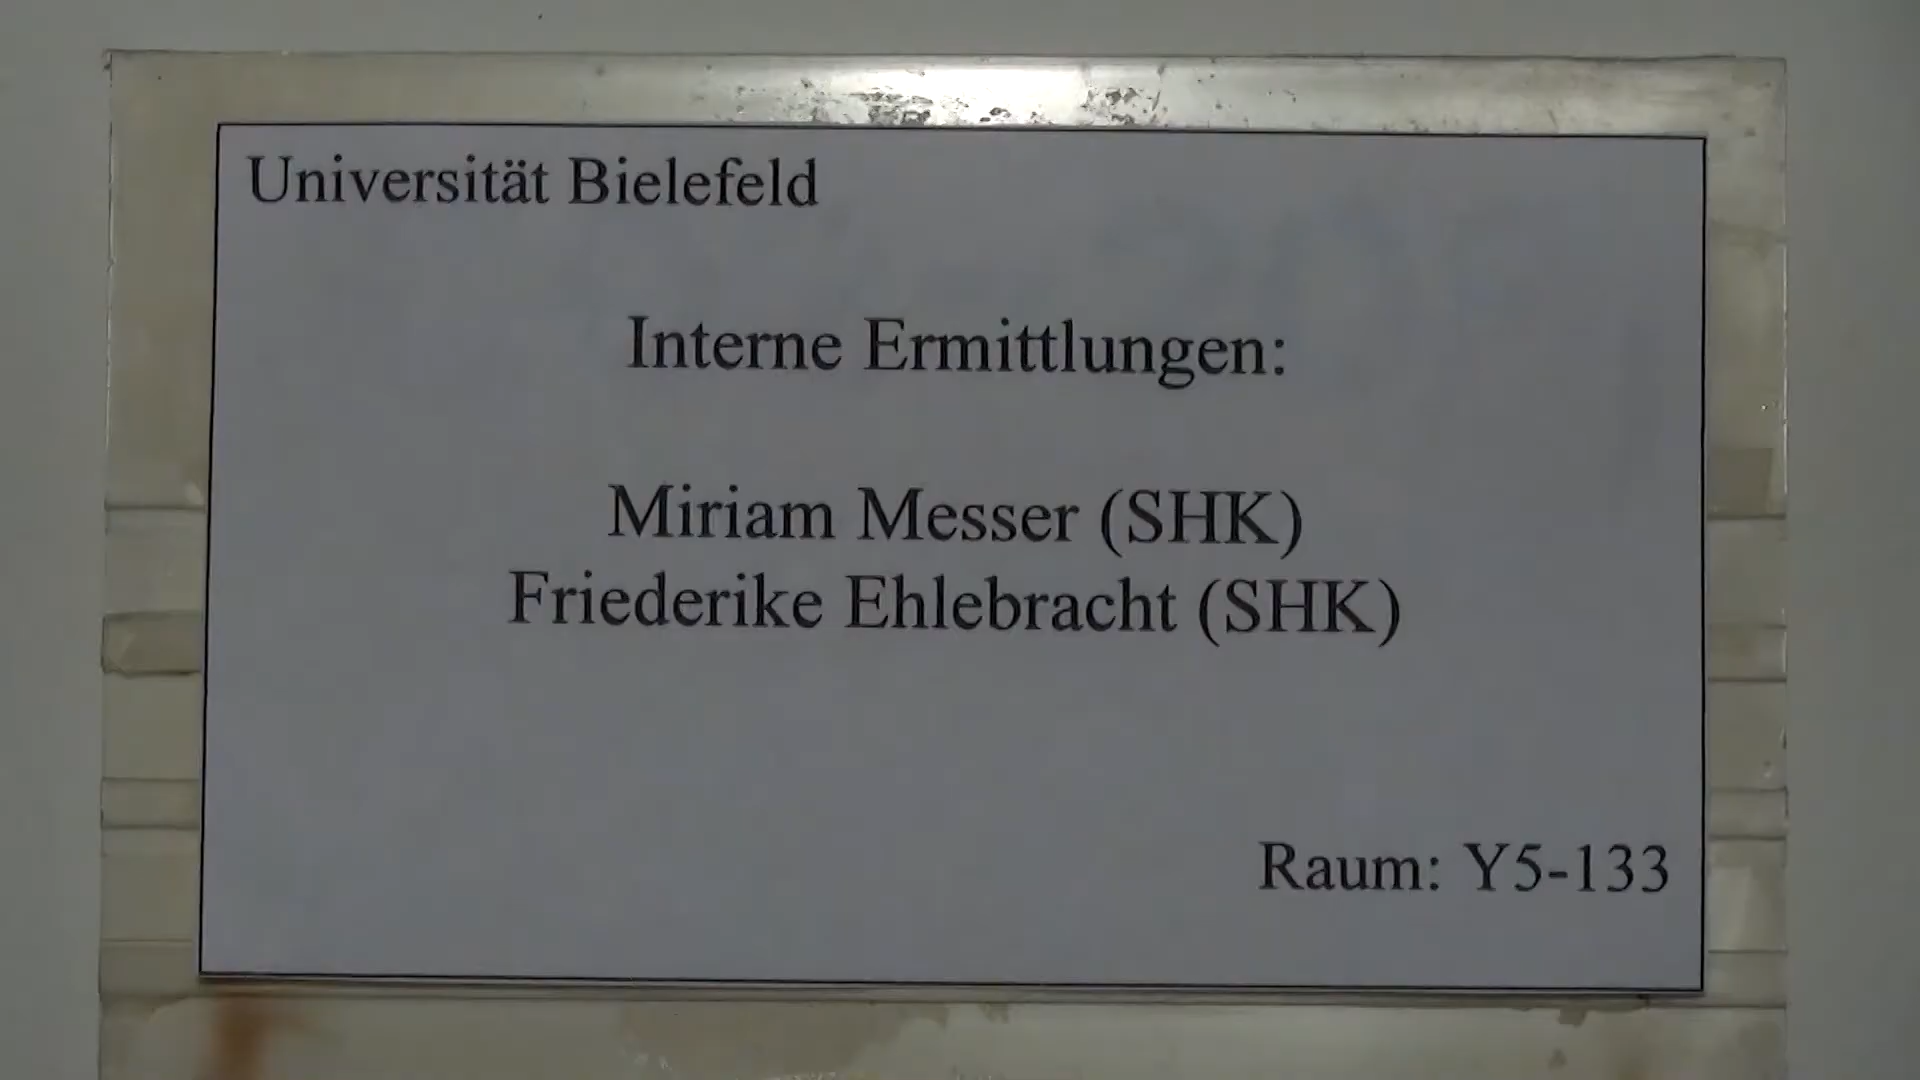 Universität Bielefeld
Interne Ermittlungen:
Miriam Messer (SHK)
Friederike Ehlebracht (SHK)
Raum: Y5-133